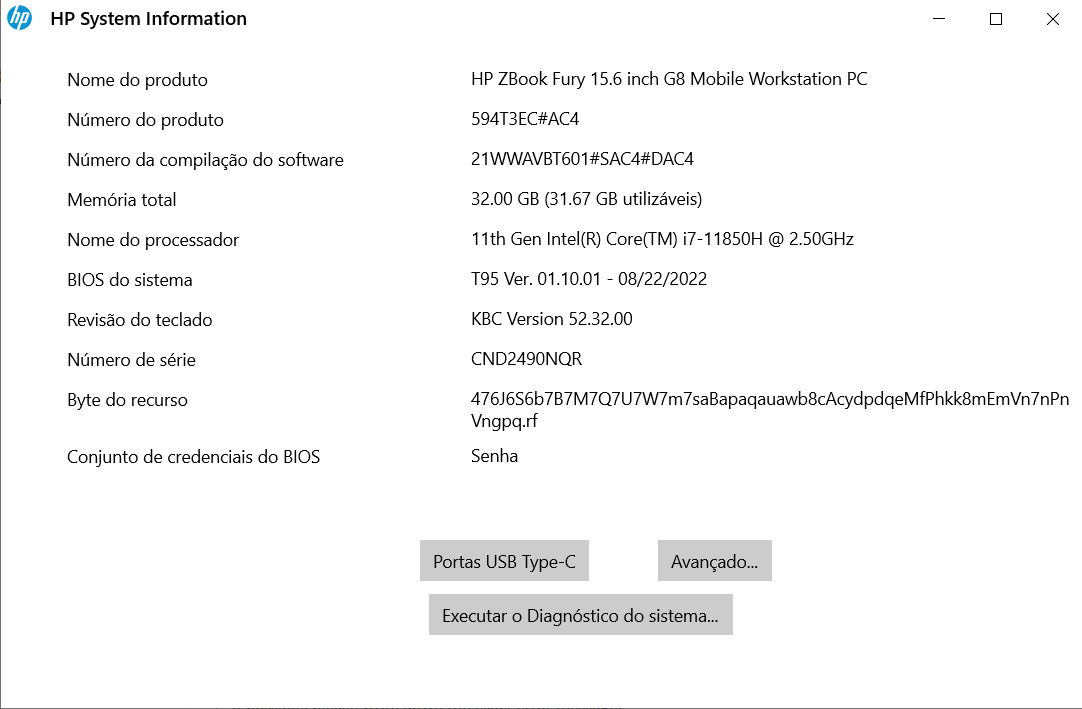 hp HP System Information
Nome do produto HP ZBook Fury 15.6 inch G8 Mobile Workstation PC
Número do produto 594T3EC#AC4
Número da compilação do software 21WWAVBT601#SAC4#DAC4
Memória total 32.00 GB (31.67 GB utilizáveis)
Nome do processador 11th Gen Intel(R) Core(TM) i7-11850H @ 2.50GHz
BIOS do sistema T95 Ver. 01.10.01 - 08/22/2022
Revisão do teclado KBC Version 52.32.00
Número de série CND2490NQR
Byte do recurso 476J6S6b7B7M7Q7U7W7m7saBapaqauawb8cAcydpdqeMfPhkk8mEmVn7nPn
Vngpq.rf
Conjunto de credenciais do BIOS Senha
Portas USB Type-C Avançado...
Executar o Diagnóstico do sistema...